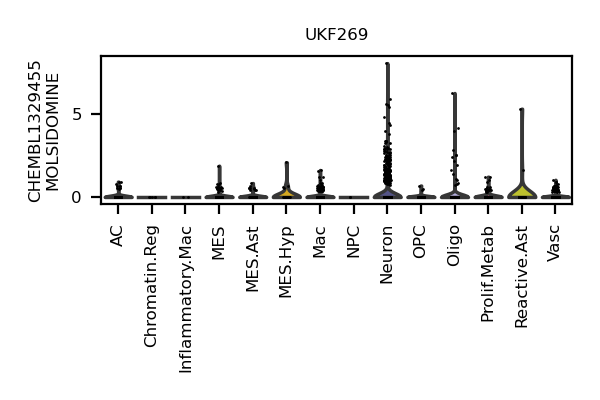 UKF269
CHEMBL1329455
MOLSIDOMINE
5
0
AC
Chromatin.Reg
Inflammatory.Mac
MES
MES.Ast
MES.Hyp
Mac
NPC
Neuron
OPC
Oligo
Prolif.Metab
Reactive.Ast
Vasc